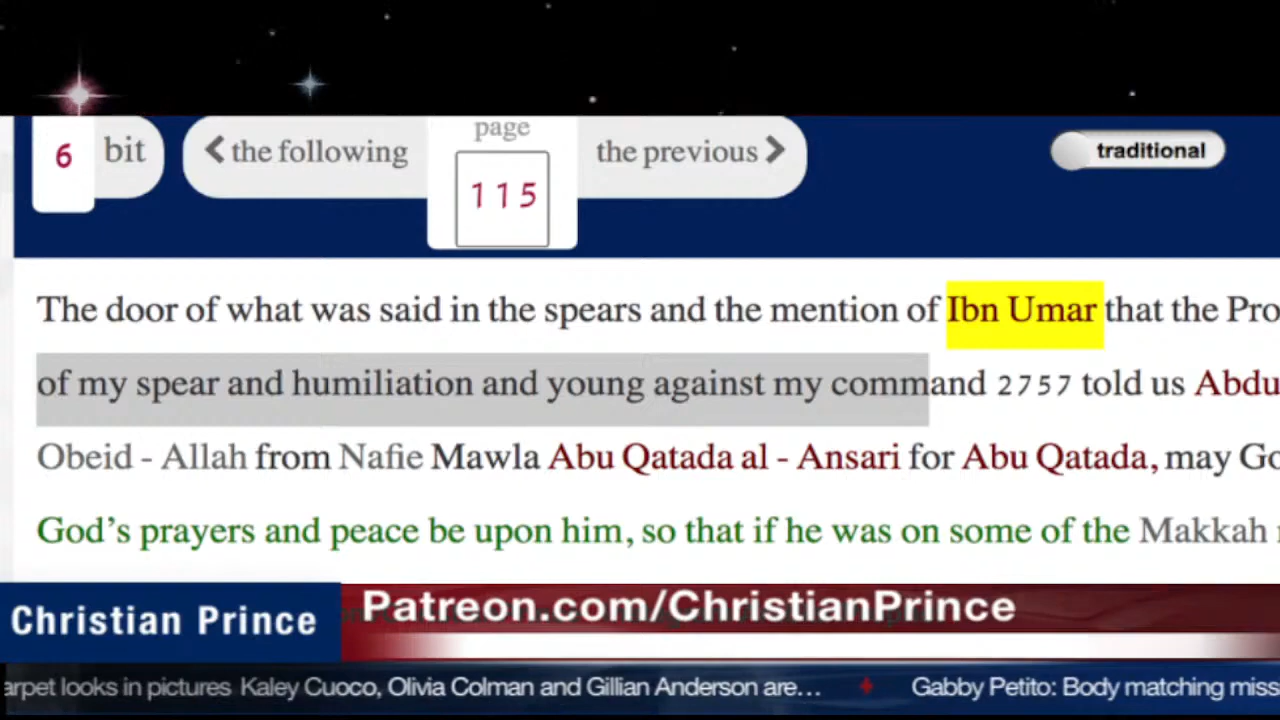 6 bit the following page 115 the previous traditional
The door of what was said in the spears and the mention of Ibn Umar that the Pro
of my spear and humiliation and young against my command 2757 told us Abdu
Obeid - Allah from Nafie Mawla Abu Qatada al - Ansari for Abu Qatada, may Go
God's prayers and peace be upon him, so that if he was on some of the Makkah
Christian Prince Patreon.com/ChristianPrince
arpet looks in pictures Kaley Cuoco, Olivia Colman and Gillian Anderson are… Gabby Petito: Body matching miss